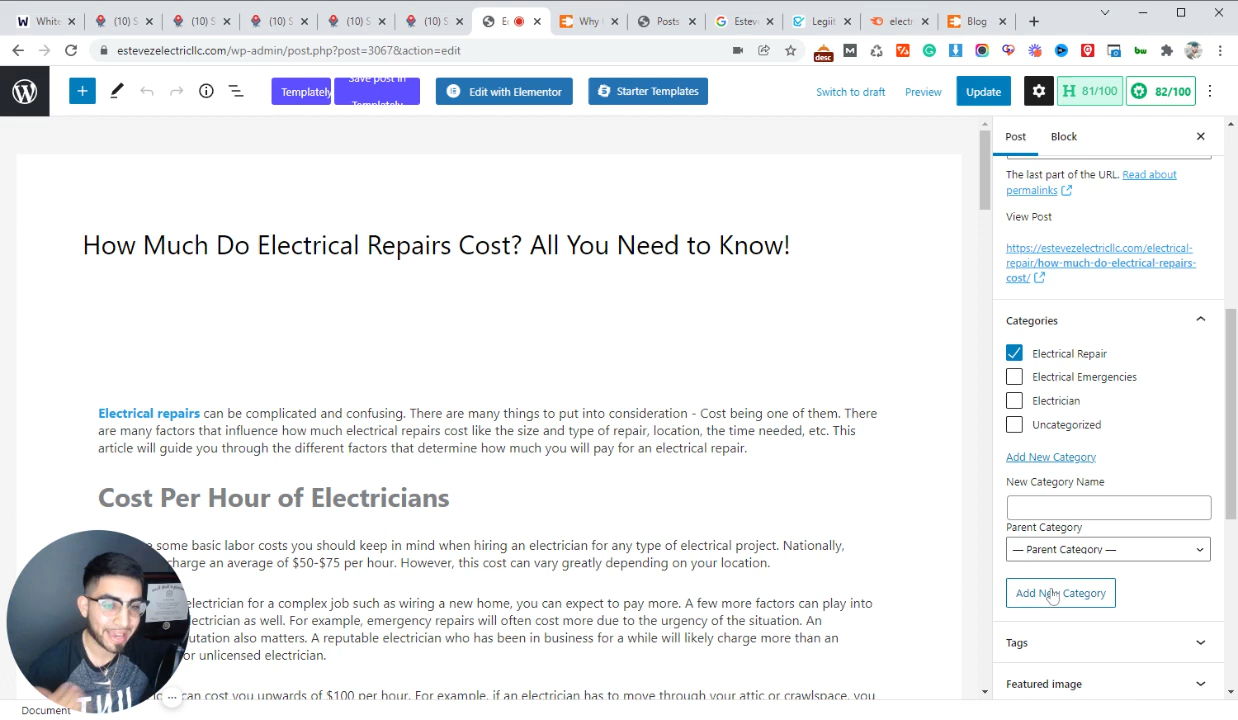 White
(10) S
(10) S
(10) S
(10) S
(10) S
Why I
Posts
Estev
Legiit
electr
Blog
estevezelectricllc.com/wp-admin/post.php?post=3067&action=edit
desc
Templately
Save post in
Templately
Edit with Elementor
Starter Templates
Switch to draft
Preview
Update
H 81/100
82/100
Post
Block
The last part of the URL. Read about
permalinks
View Post
https://estevezelectricllc.com/electrical-
repair/how-much-do-electrical-repairs-
cost/
Categories
Electrical Repair
Electrical Emergencies
Electrician
Uncategorized
Add New Category
New Category Name
Parent Category
— Parent Category —
Add New Category
Tags
Featured image
How Much Do Electrical Repairs Cost? All You Need to Know!
Electrical repairs can be complicated and confusing. There are many things to put into consideration - Cost being one of them. There
are many factors that influence how much electrical repairs cost like the size and type of repair, location, the time needed, etc. This
article will guide you through the different factors that determine how much you will pay for an electrical repair.
Cost Per Hour of Electricians
some basic labor costs you should keep in mind when hiring an electrician for any type of electrical project. Nationally,
charge an average of $50-$75 per hour. However, this cost can vary greatly depending on your location.
electrician for a complex job such as wiring a new home, you can expect to pay more. A few more factors can play into
as well. For example, emergency repairs will often cost more due to the urgency of the situation. An
also matters. A reputable electrician who has been in business for a while will likely charge more than an
or unlicensed electrician.
can cost you upwards of $100 per hour. For example, if an electrician has to move through your attic or crawlspace, you
Document